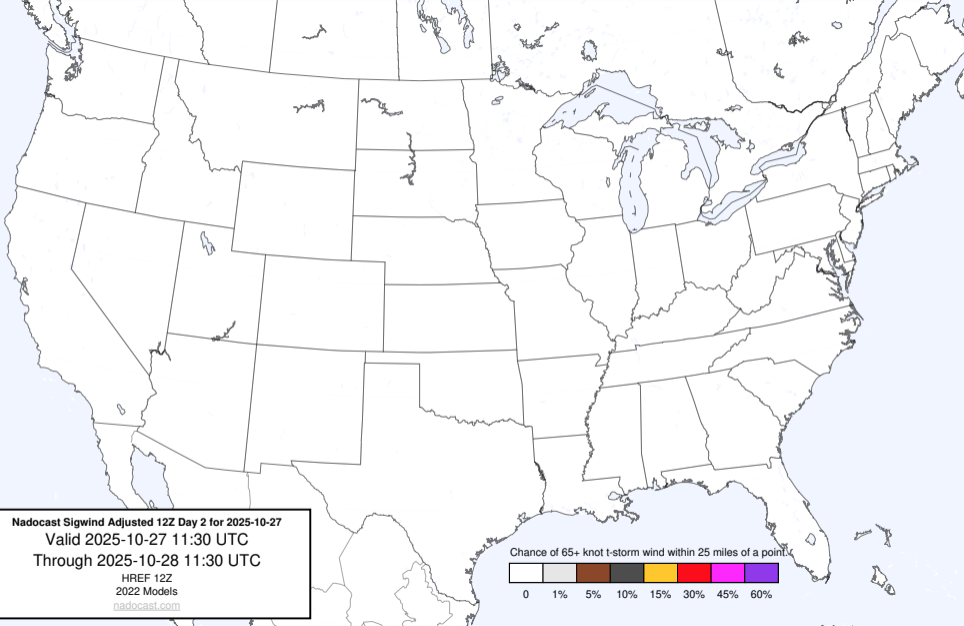 Nadocast Sigwind Adjusted 12Z Day 2 for 2025-10-27
Valid 2025-10-27 11:30 UTC
Through 2025-10-28 11:30 UTC
HREF 12Z
2022 Models
nadocast.com
Chance of 65+ knot t-storm wind within 25 miles of a point.
0 1% 5% 10% 15% 30% 45% 60%